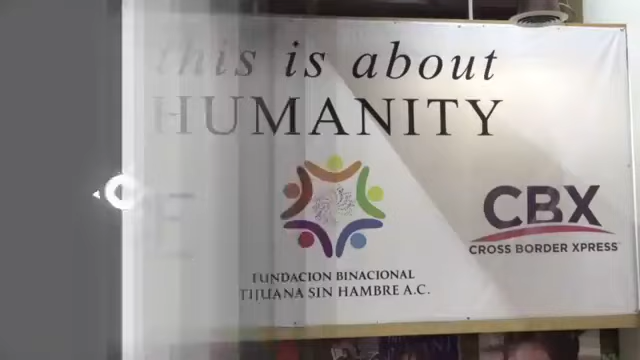 this is about
HUMANITY
CBX
CROSS BORDER XPRESS
FUNDACION BINACIONAL
TIJUANA SIN HAMBRE A.C.